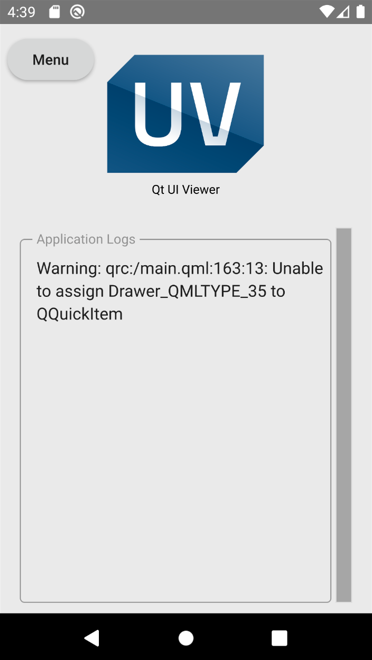 4:39
Menu
UV
Qt UI Viewer
Application Logs
Warning: qrc:/main.qml:163:13: Unable
to assign Drawer_QMLTYPE_35 to
QQuickItem